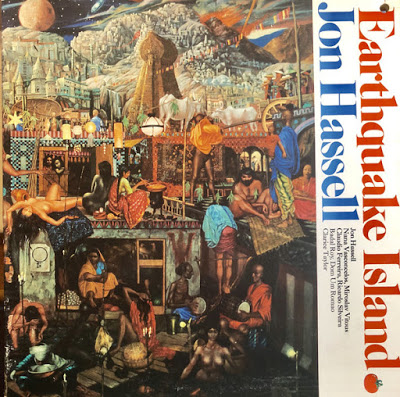 Earthquake Island
Jon Hassell
Jon Hassell
Nana Vasconcelos, Miroslav Vitous
Claudio Ferreira, Ricardo Silveira
Badal Roy, Dom Um Romao
Clarice Taylor